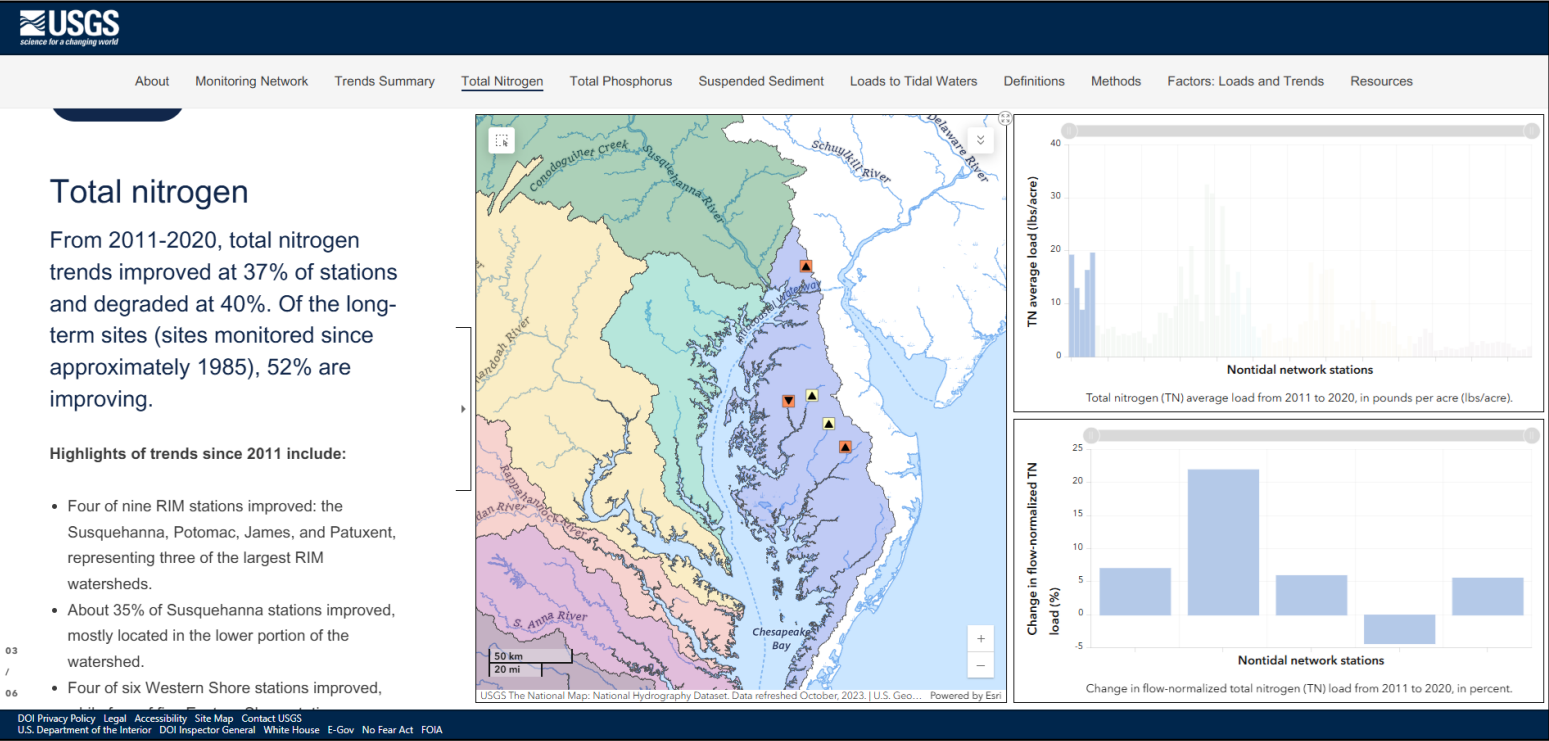 USGS
science for a changing world
About Monitoring Network Trends Summary Total Nitrogen Total Phosphorus Suspended Sediment Loads to Tidal Waters Definitions Methods Factors: Loads and Trends Resources
Total nitrogen
From 2011-2020, total nitrogen
trends improved at 37% of stations
and degraded at 40%. Of the long-
term sites (sites monitored since
approximately 1985), 52% are
improving.
Highlights of trends since 2011 include:
• Four of nine RIM stations improved: the
Susquehanna, Potomac, James, and Patuxent,
representing three of the largest RIM
watersheds.
• About 35% of Susquehanna stations improved,
mostly located in the lower portion of the
watershed.
• Four of six Western Shore stations improved,
03
/
06
Conodoguinet Creek
Susquehanna River
Schuylkill River
Delaware River
Waterway
andoah River
Rappahannock River
dan River
S. Anna River
Chesapeake
Bay
50 km
20 mi
+
−
USGS The National Map: National Hydrography Dataset. Data refreshed October, 2023. | U.S. Geo... Powered by Esri
TN average load (lbs/acre)
40
30
20
10
0
Nontidal network stations
Total nitrogen (TN) average load from 2011 to 2020, in pounds per acre (lbs/acre).
Change in flow-normalized TN
load (%)
25
20
15
10
5
0
-5
Nontidal network stations
Change in flow-normalized total nitrogen (TN) load from 2011 to 2020, in percent.
DOI Privacy Policy Legal Accessibility Site Map Contact USGS
U.S. Department of the Interior DOI Inspector General White House E-Gov No Fear Act FOIA